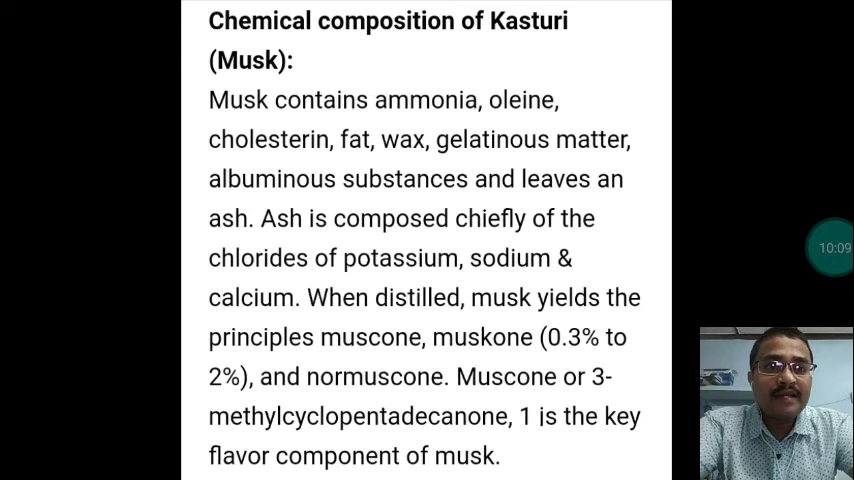 Chemical composition of Kasturi
(Musk):
Musk contains ammonia, oleine,
cholesterin, fat, wax, gelatinous matter,
albuminous substances and leaves an
ash. Ash is composed chiefly of the
chlorides of potassium, sodium &
calcium. When distilled, musk yields the
principles muscone, muskone (0.3% to
2%), and normuscone. Muscone or 3-
methylcyclopentadecanone, 1 is the key
flavor component of musk.
10:09